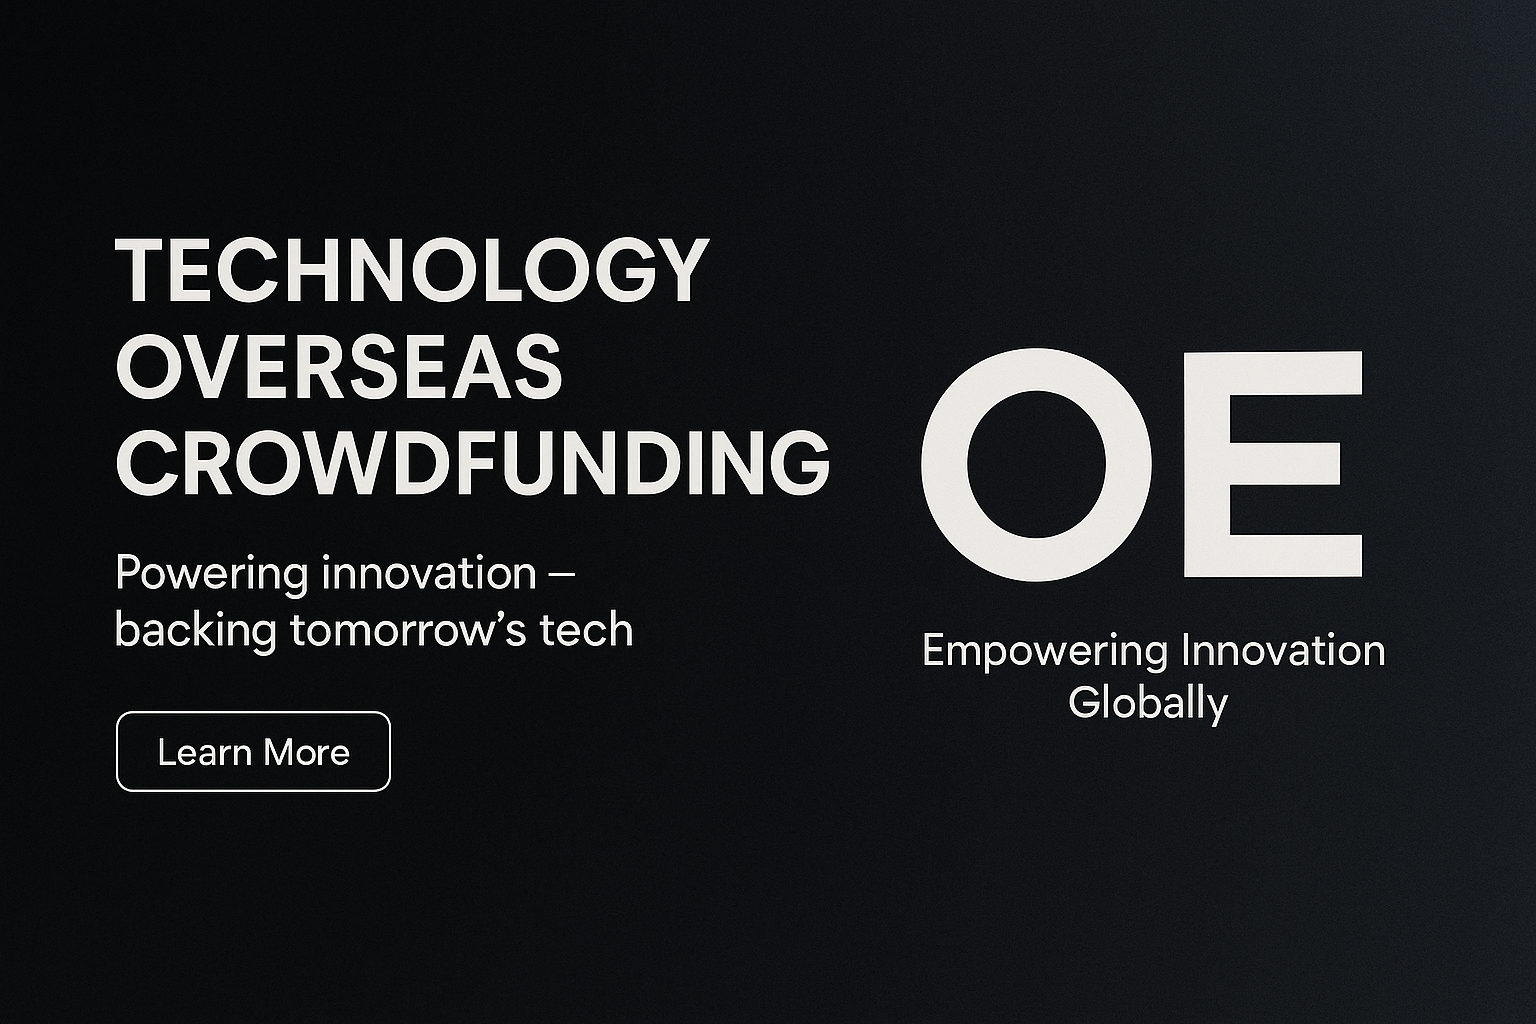 TECHNOLOGY
OVERSEAS
CROWDFUNDING
Powering innovation –
backing tomorrow’s tech
Learn More
OE
Empowering Innovation
Globally